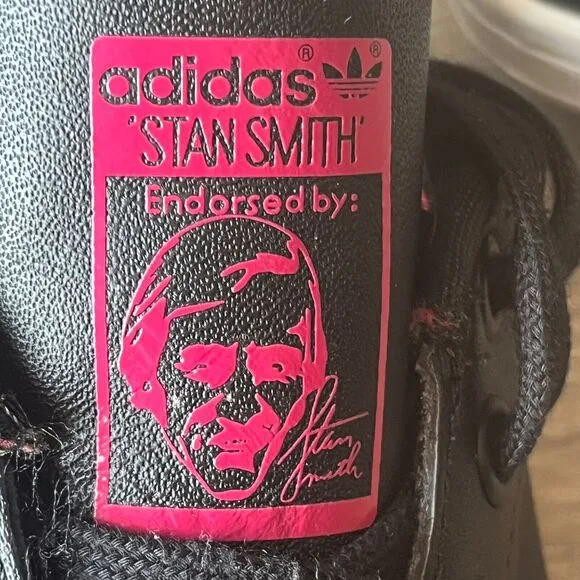 adidas®
®
'STAN SMITH'
Endorsed by:
Stan
Smith